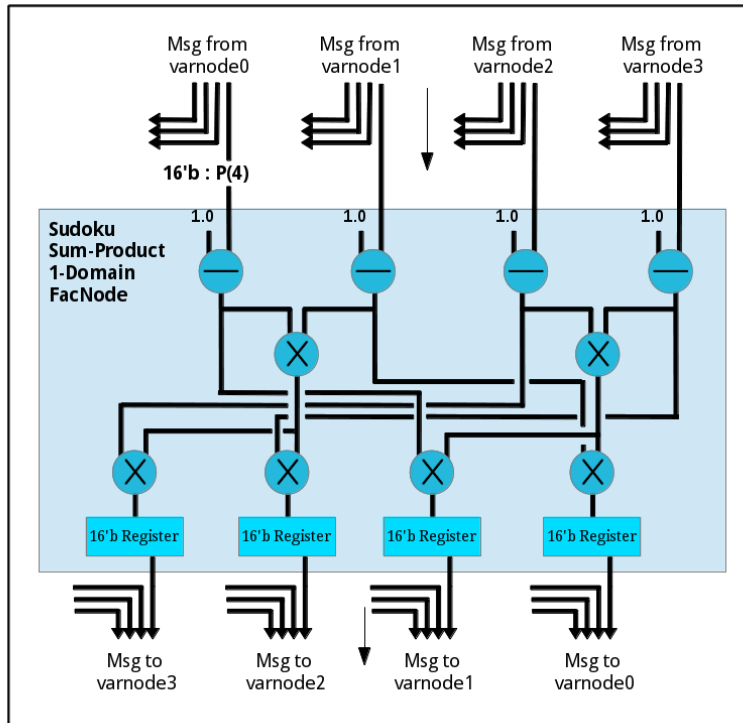 Msg from
varnode0
Msg from
varnode1
Msg from
varnode2
Msg from
varnode3
16'b : P(4)
Sudoku
Sum-Product
1-Domain
FacNode
1.0
1.0
1.0
1.0
16'b Register
16'b Register
16'b Register
16'b Register
Msg to
varnode3
Msg to
varnode2
Msg to
varnode1
Msg to
varnode0